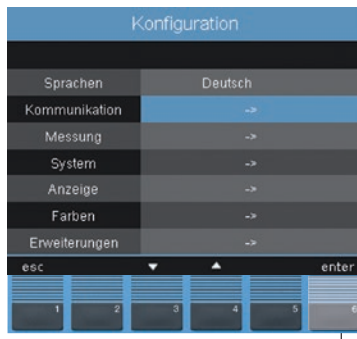 Konfiguration
Sprachen Deutsch
Kommunikation ->
Messung ->
System ->
Anzeige ->
Farben ->
Erweiterungen ->
esc ▼ ▲ enter
1 2 3 4 5 6